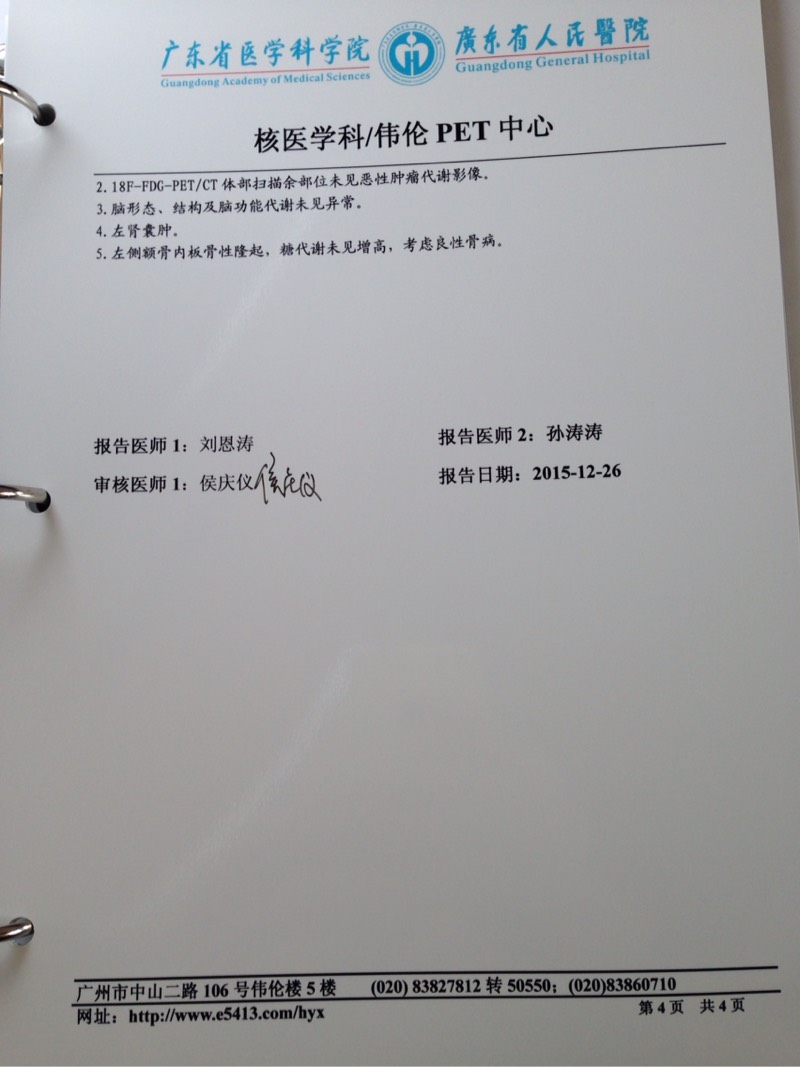 广东省医学科学院 廣东省人民醫院
Guangdong Academy of Medical Sciences Guangdong General Hospital
核医学科/伟伦 PET 中心
2. 18F-FDG-PET/CT 体部扫描余部位未见恶性肿瘤代谢影像。
3. 脑形态、结构及脑功能代谢未见异常。
4. 左肾囊肿。
5. 左侧额骨内板骨性隆起，糖代谢未见增高，考虑良性骨病。
报告医师 1：刘恩涛 报告医师 2：孙涛涛
审核医师 1：侯庆仪 侯庆仪 报告日期：2015-12-26
广州市中山二路 106 号伟伦楼 5 楼 (020) 83827812 转 50550；(020)83860710
网址：http://www.e5413.com/hyx 第 4 页 共 4 页